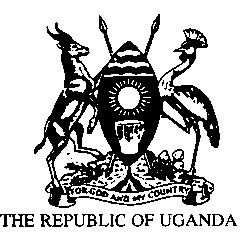 FOR GOD AND MY COUNTRY
THE REPUBLIC OF UGANDA